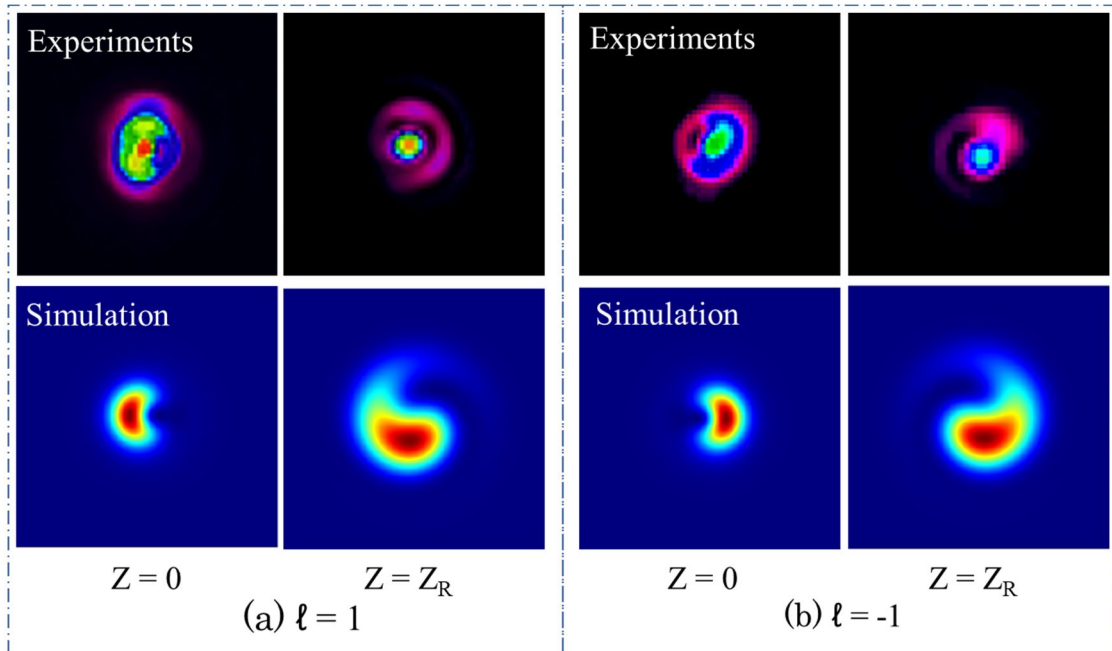 Experiments
Experiments
Simulation
Simulation
Z = 0
Z = Z_R
Z = 0
Z = Z_R
(a) ℓ = 1
(b) ℓ = -1